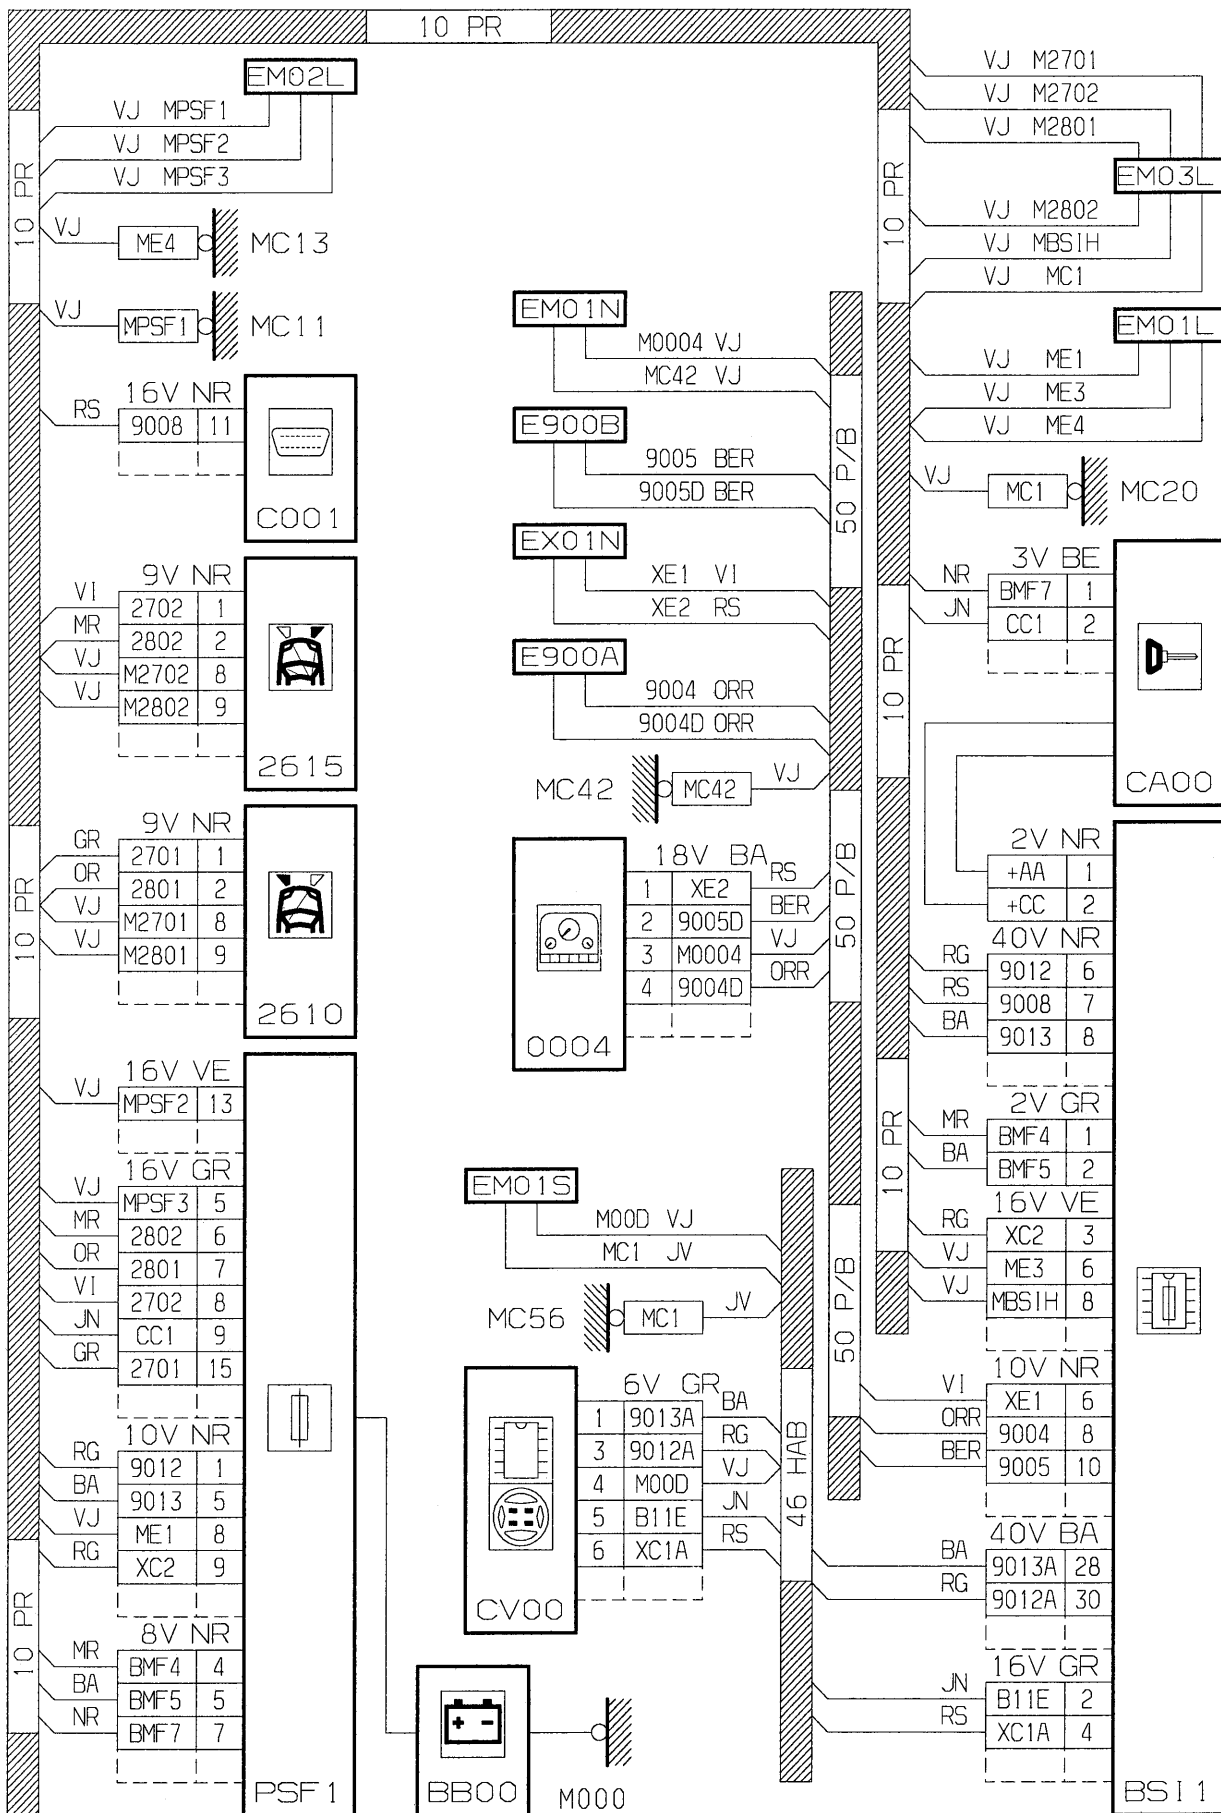 10 PR
EM02L
VJ MPSF1
VJ MPSF2
VJ MPSF3
10 PR
VJ ME4 MC13
VJ MPSF1 MC11
16V NR
RS 9008 11
C001
9V NR
VI 2702 1
MR 2802 2
VJ M2702 8
VJ M2802 9
2615
9V NR
GR 2701 1
OR 2801 2
VJ M2701 8
VJ M2801 9
10 PR
2610
16V VE
VJ MPSF2 13
16V GR
VJ MPSF3 5
MR 2802 6
OR 2801 7
VI 2702 8
JN CC1 9
GR 2701 15
10V NR
RG 9012 1
BA 9013 5
VJ ME1 8
RG XC2 9
10 PR
8V NR
MR BMF4 4
BA BMF5 5
NR BMF7 7
PSF1
EM01N
M0004 VJ
MC42 VJ
E900B
9005 BER
9005D BER
50 P/B
EX01N
XE1 VI
XE2 RS
E900A
9004 ORR
9004D ORR
MC42 MC42 VJ
18V BA
1 XE2 RS
2 9005D BER
3 M0004 VJ
4 9004D ORR
50 P/B
0004
EM01S
M00D VJ
MC1 JV
MC56 MC1 JV
50 P/B
6V GR
1 9013A BA
3 9012A RG
4 M00D VJ
5 B11E JN
6 XC1A RS
46 HAB
CV00
BB00
+ -
M000
VJ M2701
VJ M2702
VJ M2801
EM03L
10 PR
VJ M2802
VJ MBSIH
VJ MC1
EM01L
VJ ME1
VJ ME3
VJ ME4
VJ MC1 MC20
3V BE
NR BMF7 1
JN CC1 2
10 PR
CA00
2V NR
+AA 1
+CC 2
40V NR
RG 9012 6
RS 9008 7
BA 9013 8
10 PR
2V GR
MR BMF4 1
BA BMF5 2
16V VE
RG XC2 3
VJ ME3 6
VJ MBSIH 8
10V NR
VI XE1 6
ORR 9004 8
BER 9005 10
40V BA
BA 9013A 28
RG 9012A 30
16V GR
JN B11E 2
RS XC1A 4
BSI1